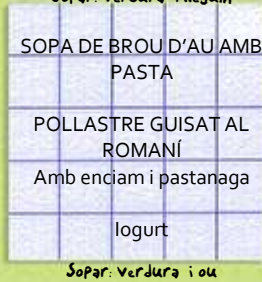 SOPA DE BROU D'AU AMB
PASTA
POLLASTRE GUISAT AL
ROMANÍ
Amb enciam i pastanaga
Iogurt
Sopar: verdura i ou